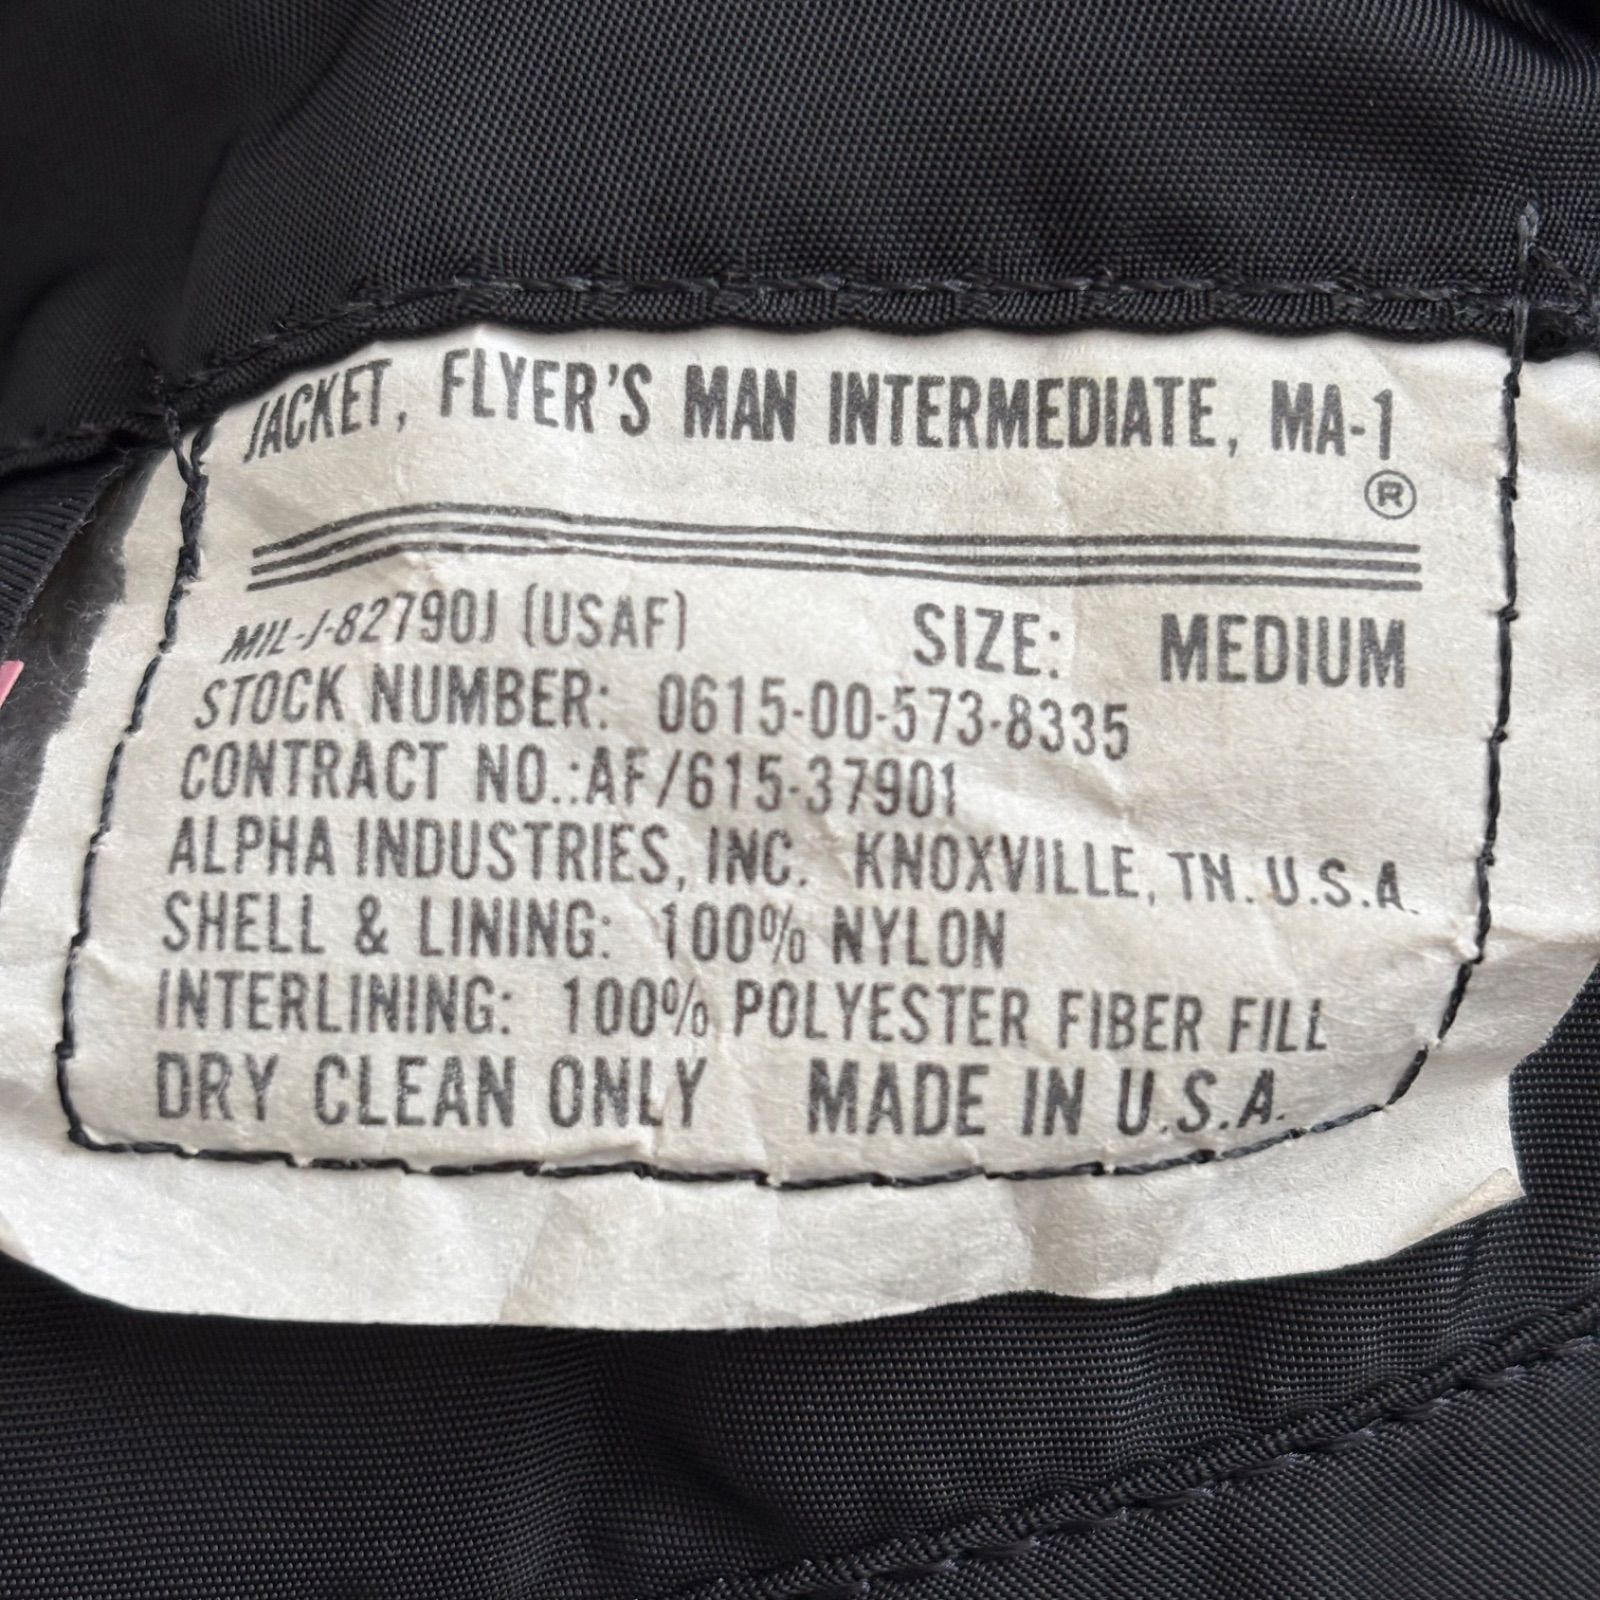 JACKET, FLYER'S MAN INTERMEDIATE, MA-1
®
MIL-J-82790J (USAF) SIZE: MEDIUM
STOCK NUMBER: 0615-00-573-8335
CONTRACT NO.:AF/615-37901
ALPHA INDUSTRIES, INC. KNOXVILLE, TN. U.S.A.
SHELL & LINING: 100% NYLON
INTERLINING: 100% POLYESTER FIBER FILL
DRY CLEAN ONLY MADE IN U.S.A.